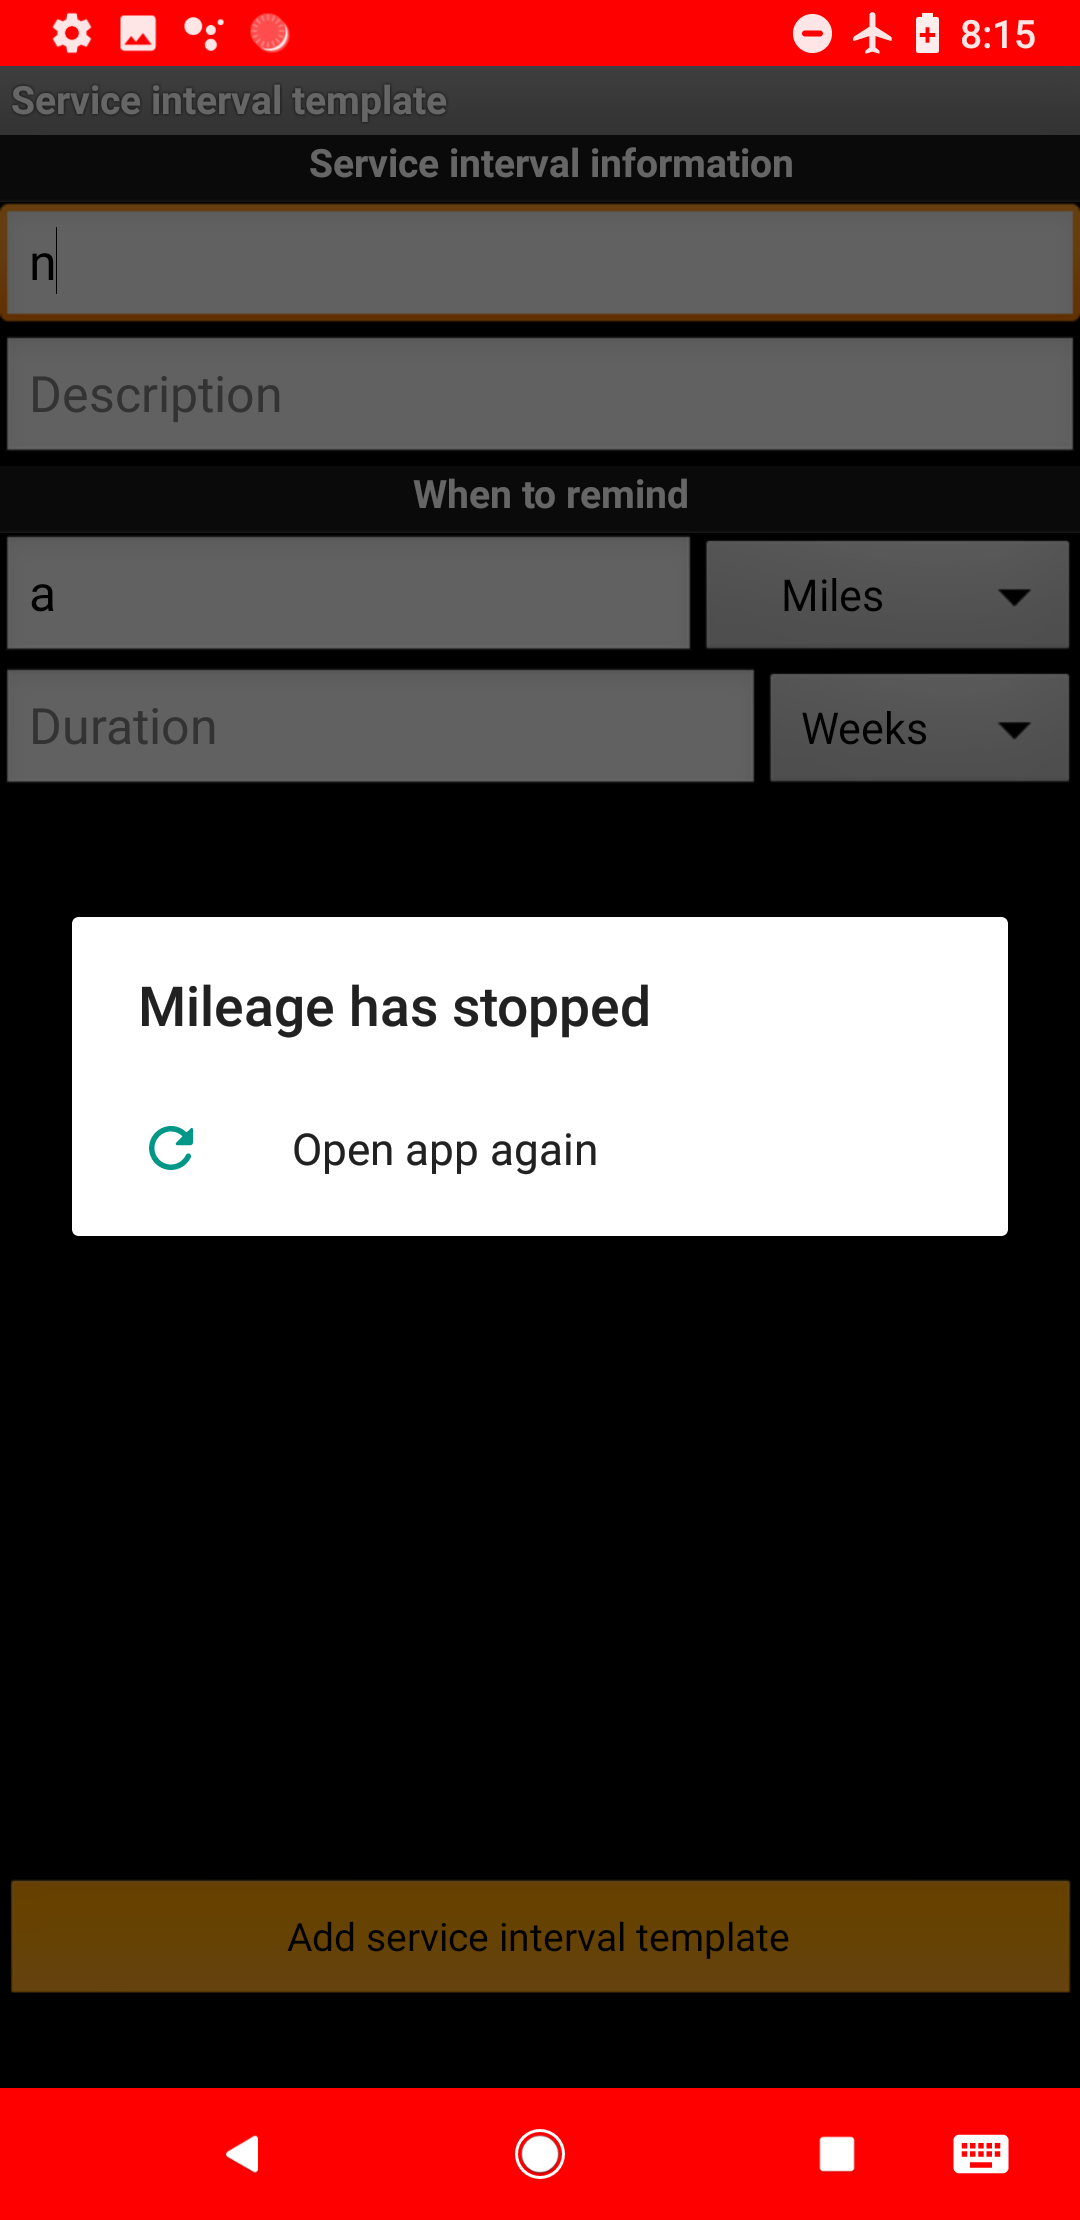 8:15
Service interval template
Service interval information
n
Description
When to remind
a
Miles
Duration
Weeks
Mileage has stopped
Open app again
Add service interval template